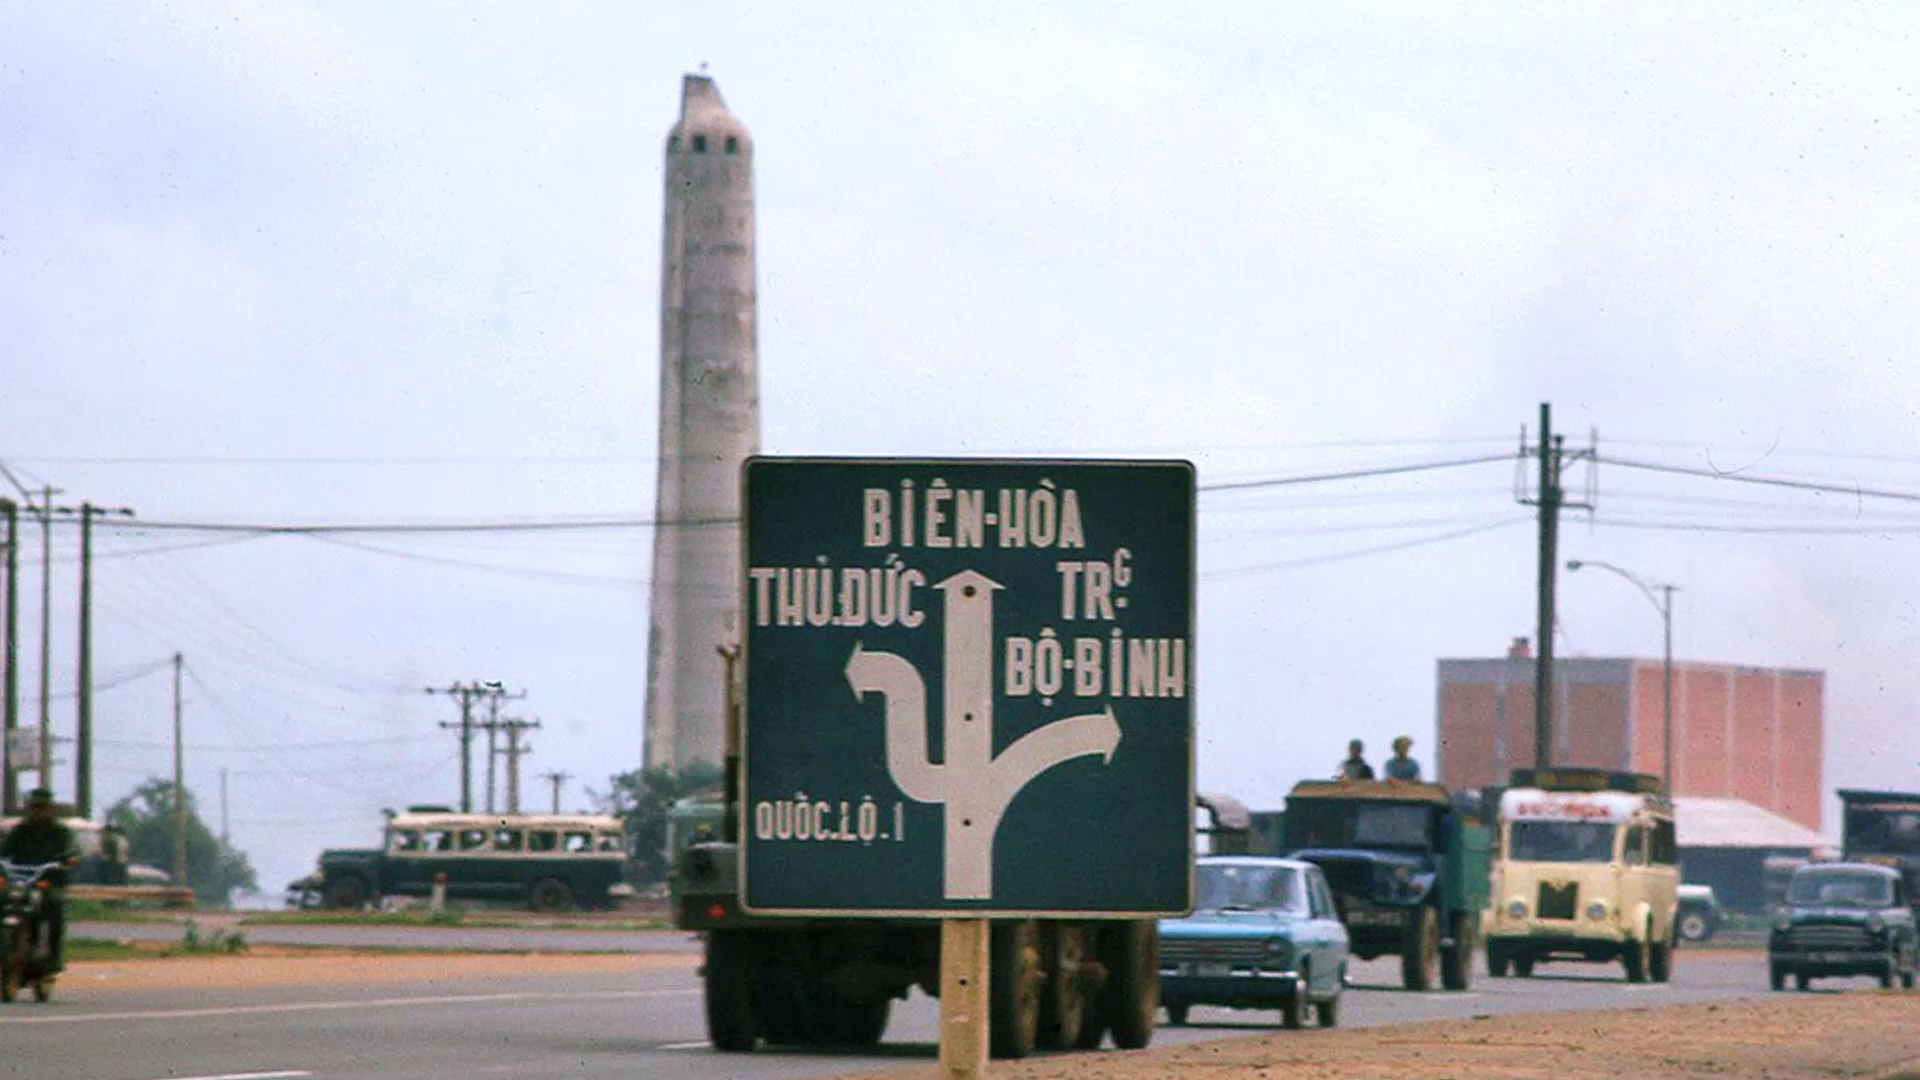 BIÊN-HÒA
THỦ.ĐỨC
TRG.
BỘ-BINH
QUỐC.LỘ.1